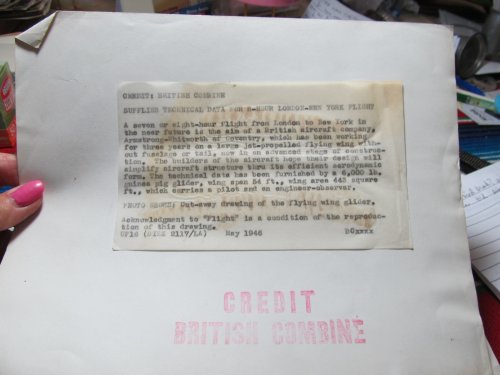 CREDIT: BRITISH COMBINE
SUPPLIES TECHNICAL DATA FOR 8-HOUR LONDON-NEW YORK FLIGHT
A seven or eight-hour flight from London to New York in
the near future is the aim of a British aircraft company,
Armstrong-Whitworth of Coventry, which has been working
for three years on a large jet-propelled flying wing with-
out fuselage or tail, now in an advanced stage of construc-
tion. The builders of the aircraft hope their design will
simplify aircraft structure thru its efficient aerodynamic
form. The technical data has been furnished by a 6,000 lb.
guinea pig glider, wing span 54 ft., wing area 443 square
ft., which carries a pilot and an engineer-observer.
PHOTO SHOWS: Cut-away drawing of the flying wing glider.
Acknowledgment to "Flight" is a condition of the reproduc-
tion of this drawing.
May 1946
CREDIT
BRITISH COMBINE